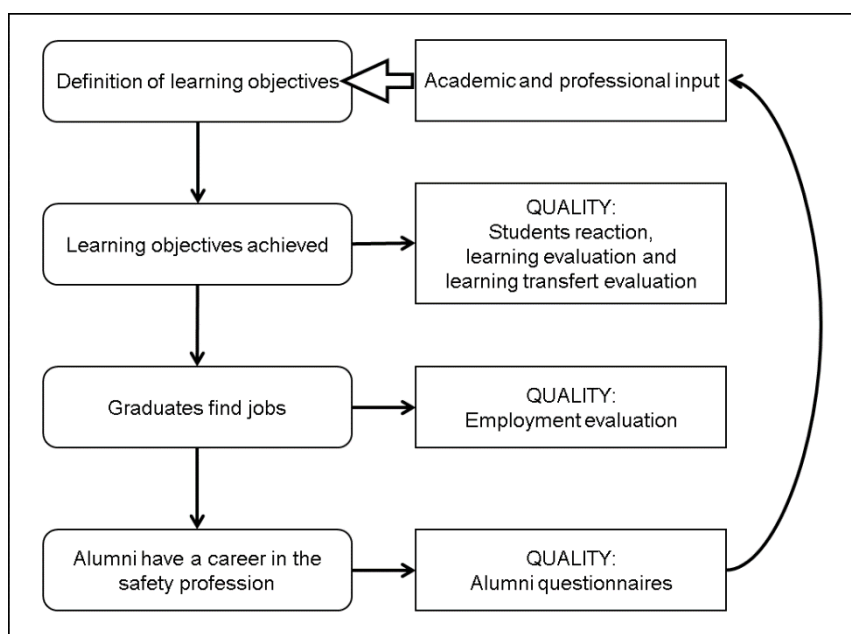 Definition of learning objectives
Academic and professional input
Learning objectives achieved
QUALITY:
Students reaction,
learning evaluation and
learning transfert evaluation
Graduates find jobs
QUALITY:
Employment evaluation
Alumni have a career in the
safety profession
QUALITY:
Alumni questionnaires